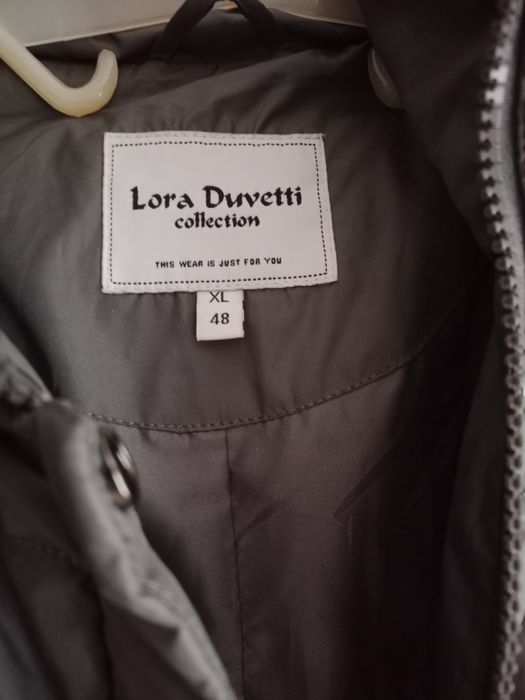 Lora Duvetti
collection
THIS WEAR IS JUST FOR YOU
XL
48